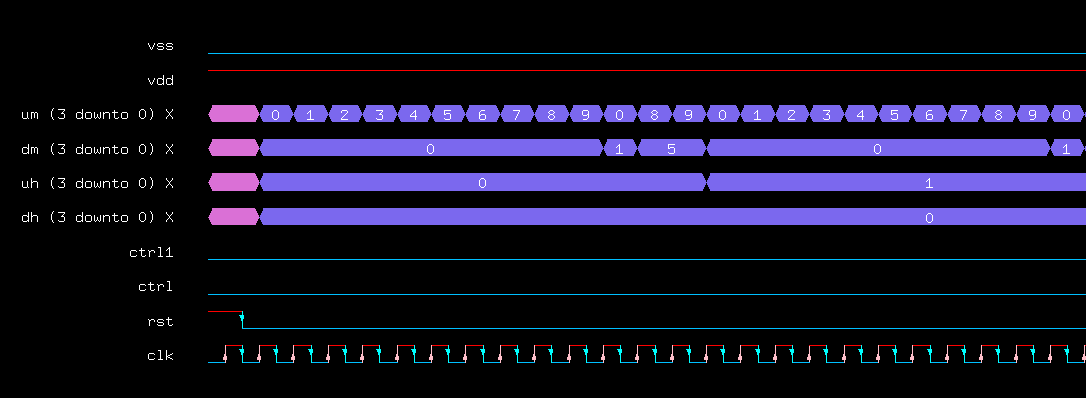 vss
vdd
um (3 downto 0) X 0 1 2 3 4 5 6 7 8 9 0 8 9 0 1 2 3 4 5 6 7 8 9 0
dm (3 downto 0) X 0 1 5 0 1
uh (3 downto 0) X 0 1
dh (3 downto 0) X 0
ctrl1
ctrl
rst
clk